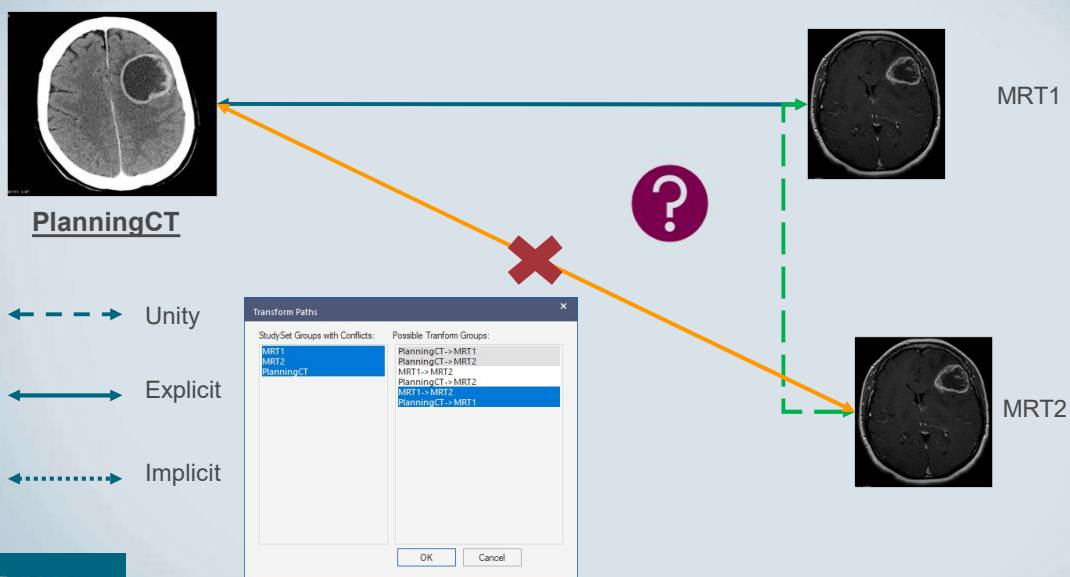 MRT1
PlanningCT
Unity
Explicit
Implicit
Transform Paths
×
StudySet Groups with Conflicts:
Possible Tranform Groups:
MRT1
MRT2
PlanningCT
PlanningCT->MRT1
PlanningCT->MRT2
MRT1->MRT2
PlanningCT->MRT2
MRT1->MRT2
PlanningCT->MRT1
OK
Cancel
?
MRT2